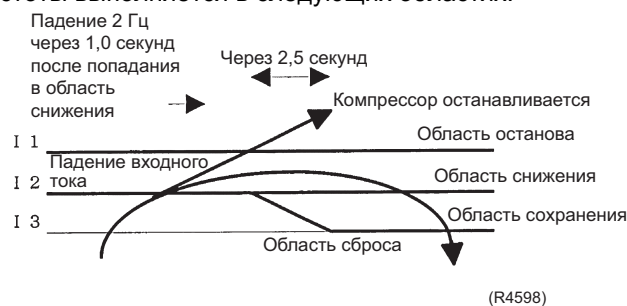 Падение 2 Гц
через 1,0 секунд
после попадания
в область
снижения
Через 2,5 секунд
Компрессор останавливается
I 1
Область останова
Падение входного
тока
I 2
Область снижения
I 3
Область сохранения
Область сброса
(R4598)